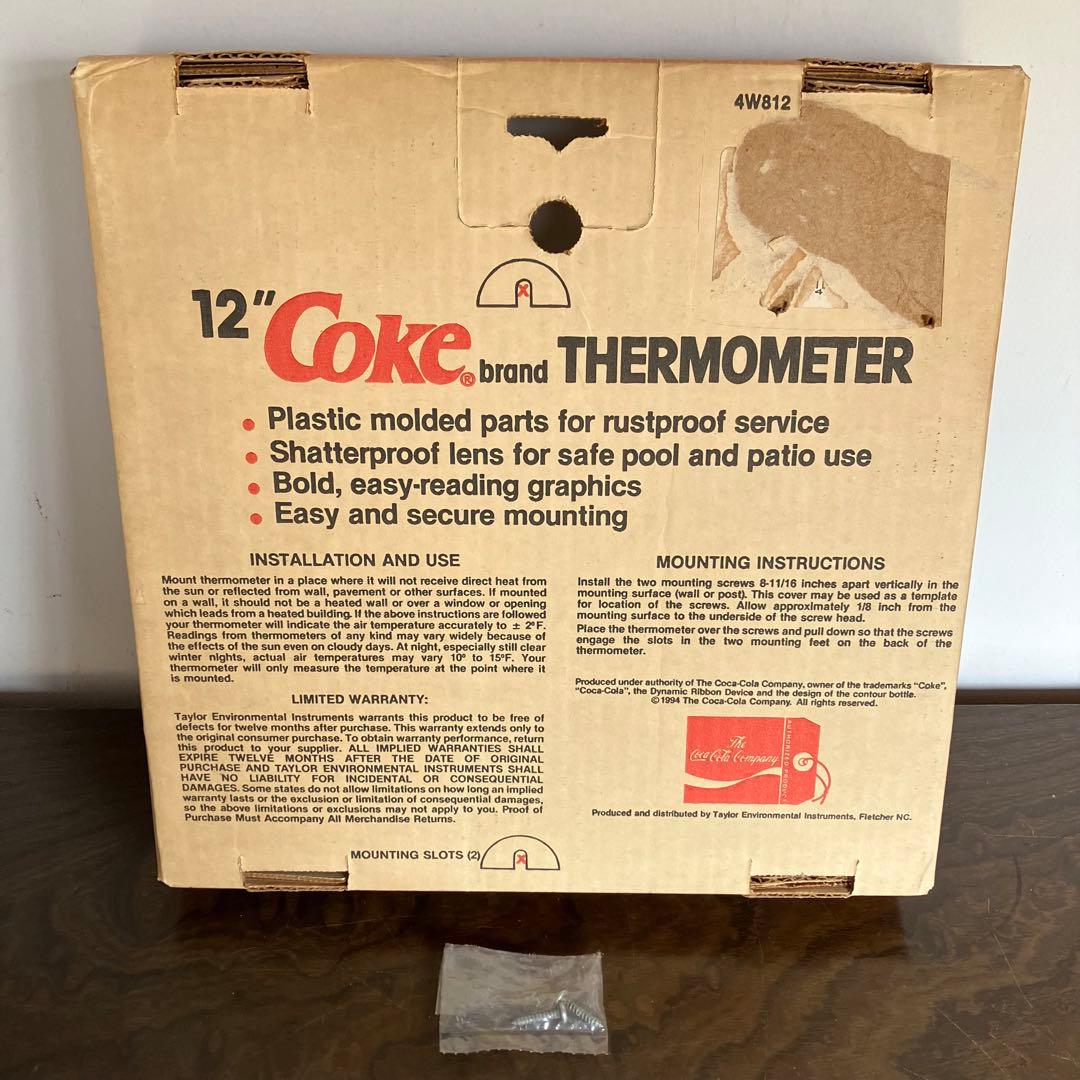 4W812
X
12" Coke® brand THERMOMETER
• Plastic molded parts for rustproof service
• Shatterproof lens for safe pool and patio use
• Bold, easy-reading graphics
• Easy and secure mounting
INSTALLATION AND USE
Mount thermometer in a place where it will not receive direct heat from
the sun or reflected from wall, pavement or other surfaces. If mounted
on a wall, it should not be a heated wall or over a window or opening
which leads from a heated building. If the above instructions are followed
your thermometer will indicate the air temperature accurately to ± 2°F.
Readings from thermometers of any kind may vary widely because of
the effects of the sun even on cloudy days. At night, especially still clear
winter nights, actual air temperatures may vary 10° to 15°F. Your
thermometer will only measure the temperature at the point where it
is mounted.
LIMITED WARRANTY:
Taylor Environmental Instruments warrants this product to be free of
defects for twelve months after purchase. This warranty extends only to
the original consumer purchase. To obtain warranty performance, return
this product to your supplier. ALL IMPLIED WARRANTIES SHALL
EXPIRE TWELVE MONTHS AFTER THE DATE OF ORIGINAL
PURCHASE AND TAYLOR ENVIRONMENTAL INSTRUMENTS SHALL
HAVE NO LIABILITY FOR INCIDENTAL OR CONSEQUENTIAL
DAMAGES. Some states do not allow limitations on how long an implied
warranty lasts or the exclusion or limitation of consequential damages,
so the above limitations or exclusions may not apply to you. Proof of
Purchase Must Accompany All Merchandise Returns.
MOUNTING INSTRUCTIONS
Install the two mounting screws 8-11/16 inches apart vertically in the
mounting surface (wall or post). This cover may be used as a template
for location of the screws. Allow approximately 1/8 inch from the
mounting surface to the underside of the screw head.
Place the thermometer over the screws and pull down so that the screws
engage the slots in the two mounting feet on the back of the
thermometer.
Produced under authority of The Coca-Cola Company, owner of the trademarks "Coke",
"Coca-Cola", the Dynamic Ribbon Device and the design of the contour bottle.
©1994 The Coca-Cola Company. All rights reserved.
The
Coca-Cola Company
AUTHORIZED PRODUCT
Produced and distributed by Taylor Environmental Instruments, Fletcher NC.
MOUNTING SLOTS (2)
X